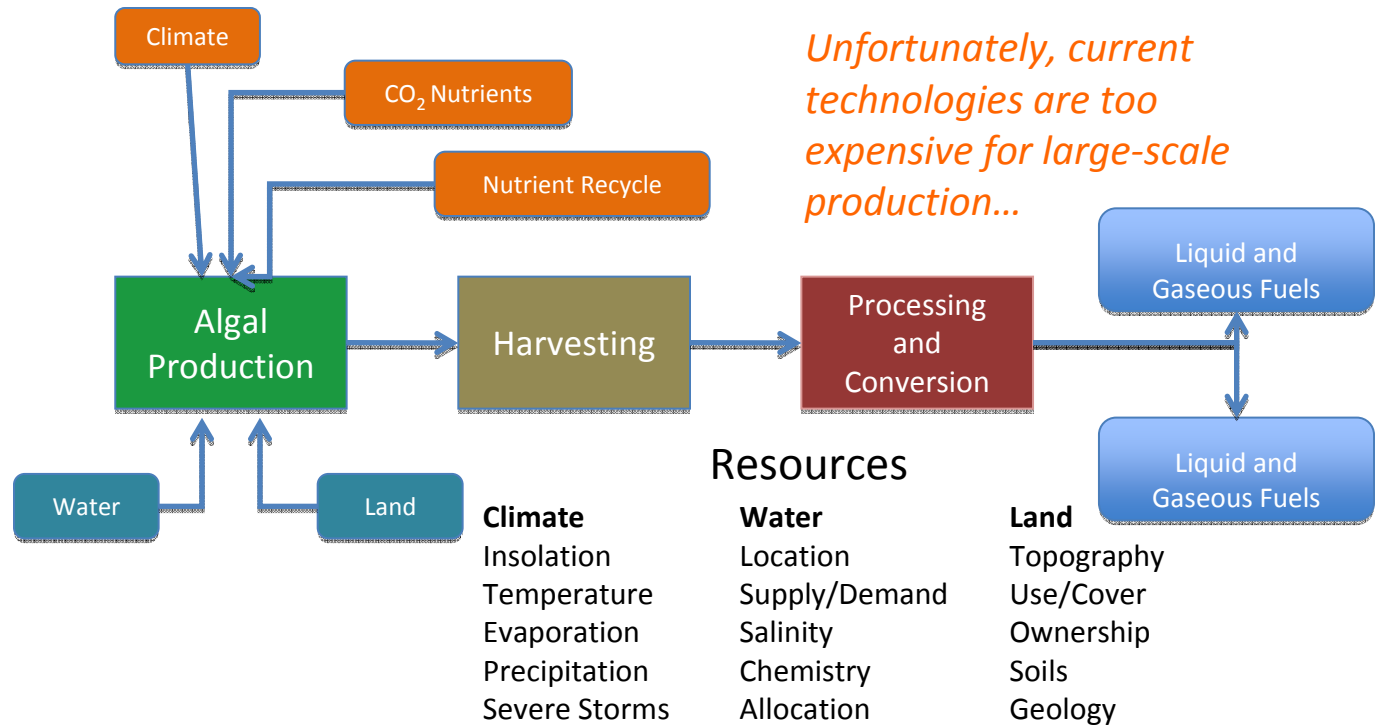 Climate
CO₂ Nutrients
Nutrient Recycle
Unfortunately, current
technologies are too
expensive for large-scale
production…
Algal
Production
Harvesting
Processing
and
Conversion
Liquid and
Gaseous Fuels
Liquid and
Gaseous Fuels
Water
Land
Resources
Climate Water Land
Insolation Location Topography
Temperature Supply/Demand Use/Cover
Evaporation Salinity Ownership
Precipitation Chemistry Soils
Severe Storms Allocation Geology